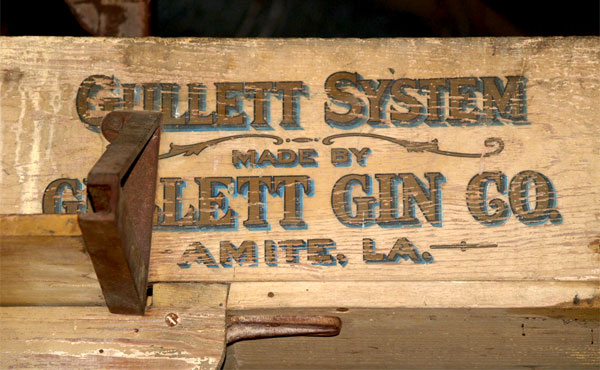 GULLETT SYSTEM
MADE BY
GULLETT GIN CO.
AMITE, LA.